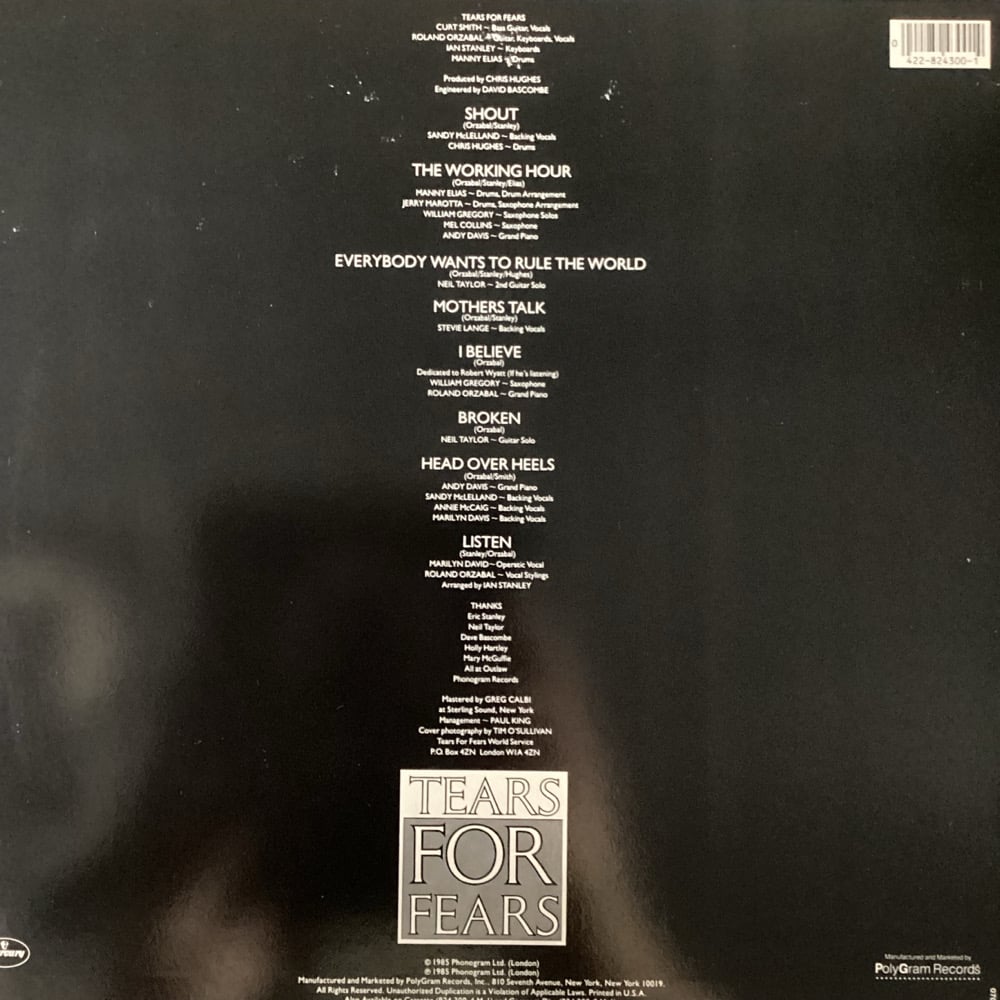 TEARS FOR FEARS
CURT SMITH ~ Bass Guitar, Vocals
ROLAND ORZABAL ~ Guitar, Keyboards, Vocals
IAN STANLEY ~ Keyboards
MANNY ELIAS ~ Drums
Produced by CHRIS HUGHES
Engineered by DAVID BASCOMBE
SHOUT
(Orzabal/Stanley)
SANDY McLELLAND ~ Backing Vocals
CHRIS HUGHES ~ Drums
THE WORKING HOUR
(Orzabal/Stanley/Elias)
MANNY ELIAS ~ Drums, Drum Arrangement
JERRY MAROTTA ~ Drums, Saxophone Arrangement
WILLIAM GREGORY ~ Saxophone Solos
MEL COLLINS ~ Saxophone
ANDY DAVIS ~ Grand Piano
EVERYBODY WANTS TO RULE THE WORLD
(Orzabal/Stanley/Hughes)
NEIL TAYLOR ~ 2nd Guitar Solo
MOTHERS TALK
(Orzabal/Stanley)
STEVIE LANGE ~ Backing Vocals
I BELIEVE
(Orzabal)
Dedicated to Robert Wyatt (If he's listening)
WILLIAM GREGORY ~ Saxophone
ROLAND ORZABAL ~ Grand Piano
BROKEN
(Orzabal)
NEIL TAYLOR ~ Guitar Solo
HEAD OVER HEELS
(Orzabal/Smith)
ANDY DAVIS ~ Grand Piano
SANDY McLELLAND ~ Backing Vocals
ANNIE McCAIG ~ Backing Vocals
MARILYN DAVIS ~ Backing Vocals
LISTEN
(Stanley/Orzabal)
MARILYN DAVID ~ Operatic Vocal
ROLAND ORZABAL ~ Vocal Stylings
Arranged by IAN STANLEY
THANKS
Eric Stanley
Neil Taylor
Dave Bascombe
Holly Hartley
Mary McGuffie
All at Outlaw
Phonogram Records
Mastered by GREG CALBI
at Sterling Sound, New York
Management ~ PAUL KING
Cover photography by TIM O'SULLIVAN
Tears For Fears World Service
P.O. Box 4ZN London W1A 4ZN
TEARS
FOR
FEARS
© 1985 Phonogram Ltd. (London)
℗ 1985 Phonogram Ltd. (London)
Manufactured and Marketed by PolyGram Records, Inc., 810 Seventh Avenue, New York, New York 10019.
All Rights Reserved. Unauthorized Duplication is a Violation of Applicable Laws. Printed in U.S.A.
0
422-824300-1
Manufactured and Marketed by
PolyGram Records